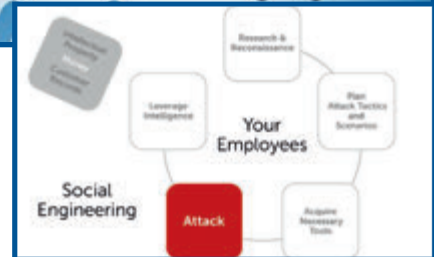 Intellectual
Property
Money
Customer
Records
Research &
Reconaissance
Leverage
Intelligence
Plan
Attack Tactics
and
Scenarios
Your
Employees
Social
Engineering
Attack
Acquire
Necessary
Tools